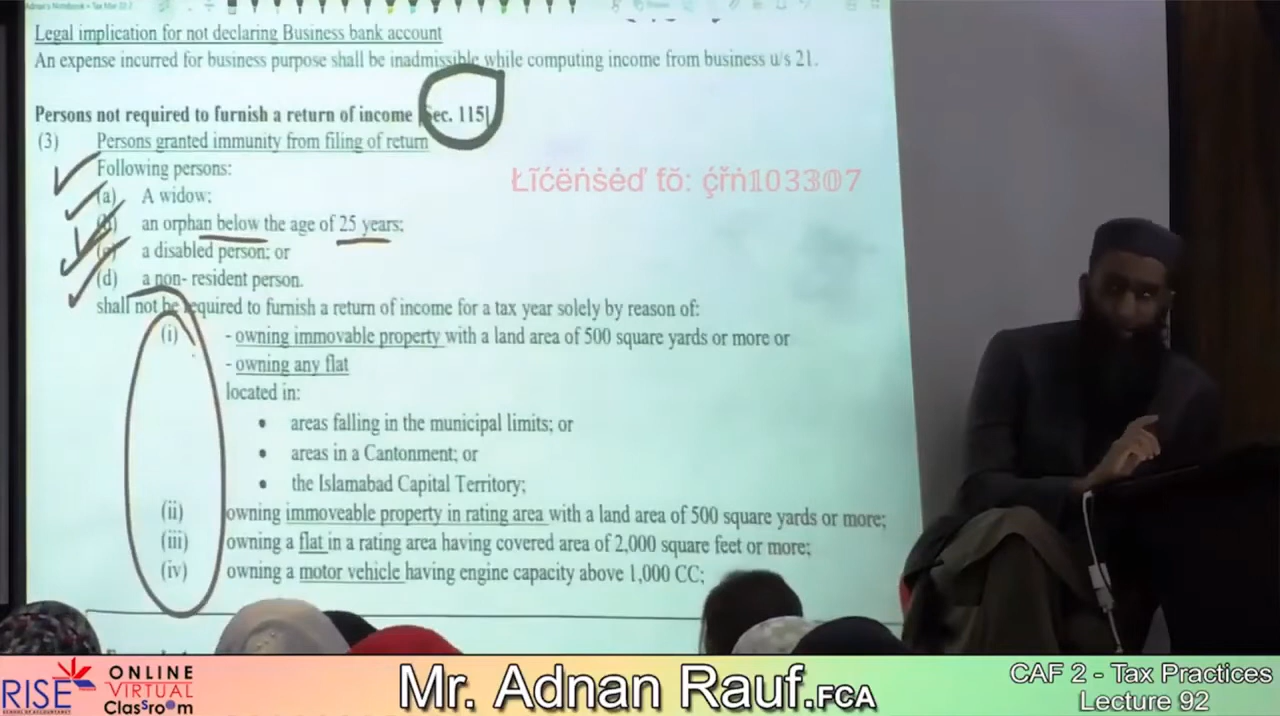 Adnan's Notebook - Tax
Legal implication for not declaring Business bank account
An expense incurred for business purpose shall be inadmissible while computing income from business u/s 21.
Persons not required to furnish a return of income [Sec. 115]
(3) Persons granted immunity from filing of return
Following persons:
(a) A widow;
(b) an orphan below the age of 25 years;
(c) a disabled person; or
(d) a non- resident person.
shall not be required to furnish a return of income for a tax year solely by reason of:
(i) - owning immovable property with a land area of 500 square yards or more or
- owning any flat
located in:
• areas falling in the municipal limits; or
• areas in a Cantonment; or
• the Islamabad Capital Territory;
(ii) owning immoveable property in rating area with a land area of 500 square yards or more;
(iii) owning a flat in a rating area having covered area of 2,000 square feet or more;
(iv) owning a motor vehicle having engine capacity above 1,000 CC;
Łĩćëńṡėď ťŏ: ḉřṅ103307
RISE
ONLINE
VIRTUAL
Classroom
Mr. Adnan Rauf.FCA
CAF 2 - Tax Practices
Lecture 92